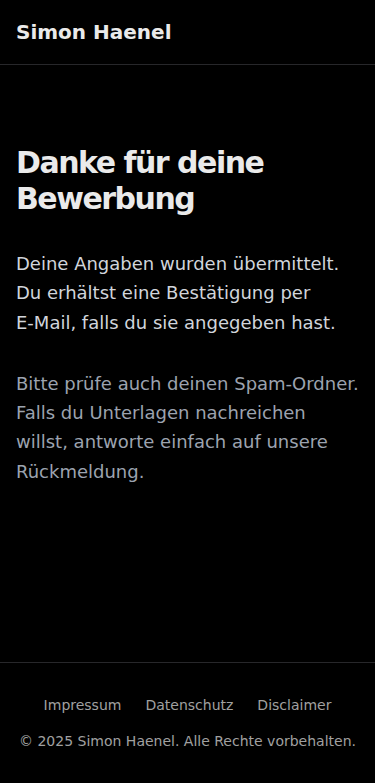 Simon Haenel
Danke für deine
Bewerbung
Deine Angaben wurden übermittelt.
Du erhältst eine Bestätigung per
E-Mail, falls du sie angegeben hast.
Bitte prüfe auch deinen Spam-Ordner.
Falls du Unterlagen nachreichen
willst, antworte einfach auf unsere
Rückmeldung.
Impressum Datenschutz Disclaimer
© 2025 Simon Haenel. Alle Rechte vorbehalten.